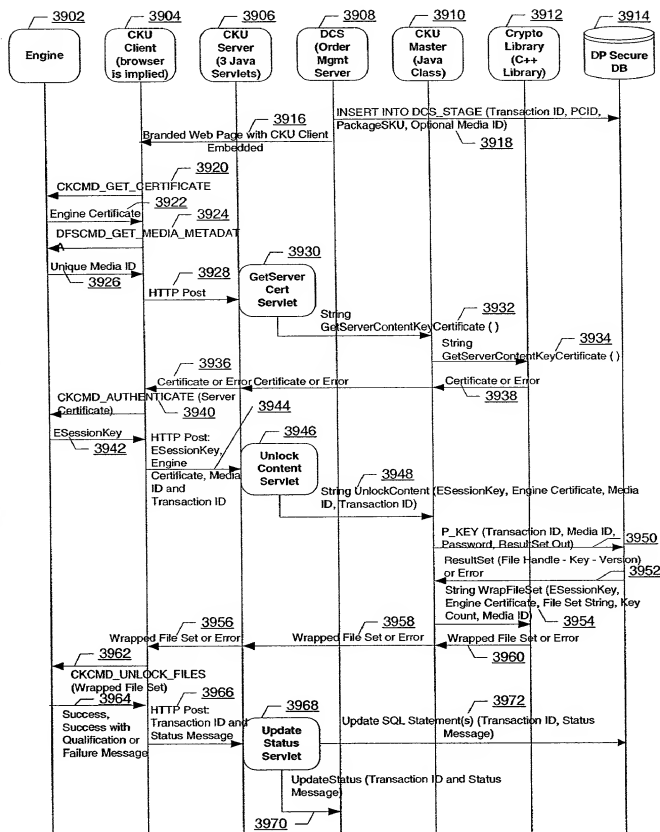 3902
3904
3906
3908
3910
3912
3914
Engine
CKU
Client
(browser
is implied)
CKU
Server
(3 Java
Servlets)
DCS
(Order
Mgmt
Server)
CKU
Master
(Java
Class)
Crypto
Library
(C++
Library)
DP Secure
DB
3916
INSERT INTO DCS_STAGE (Transaction ID, PCID,
PackageSKU, Optional Media ID)
3918
Branded Web Page with CKU Client
Embedded
3920
CKCMD_GET_CERTIFICATE
3922
Engine Certificate
3924
DFSCMD_GET_MEDIA_METADAT
A
Unique Media ID
3926
3928
HTTP Post
3930
GetServer
Cert
Servlet
3932
String
GetServerContentKeyCertificate ( )
3934
String
GetServerContentKeyCertificate ( )
3936
Certificate or Error
Certificate or Error
Certificate or Error
3938
CKCMD_AUTHENTICATE (Server
Certificate)
3940
3944
ESessionKey
3942
HTTP Post:
ESessionKey,
Engine
Certificate, Media
ID and
Transaction ID
3946
Unlock
Content
Servlet
3948
String UnlockContent (ESessionKey, Engine Certificate, Media
ID, Transaction ID)
P_KEY (Transaction ID, Media ID,
Password, ResultSet Out)
3950
ResultSet (File Handle - Key - Version)
or Error
3952
String WrapFileSet (ESessionKey,
Engine Certificate, File Set String, Key
Count, Media ID)
3954
3956
3958
Wrapped File Set or Error
Wrapped File Set or Error
Wrapped File Set or Error
3960
3962
CKCMD_UNLOCK_FILES
(Wrapped File Set)
3964
3966
Success,
Success with
Qualification or
Failure Message
HTTP Post:
Transaction ID and
Status Message
3968
Update
Status
Servlet
3972
Update SQL Statement(s) (Transaction ID, Status
Message)
UpdateStatus (Transaction ID and Status
Message)
3970